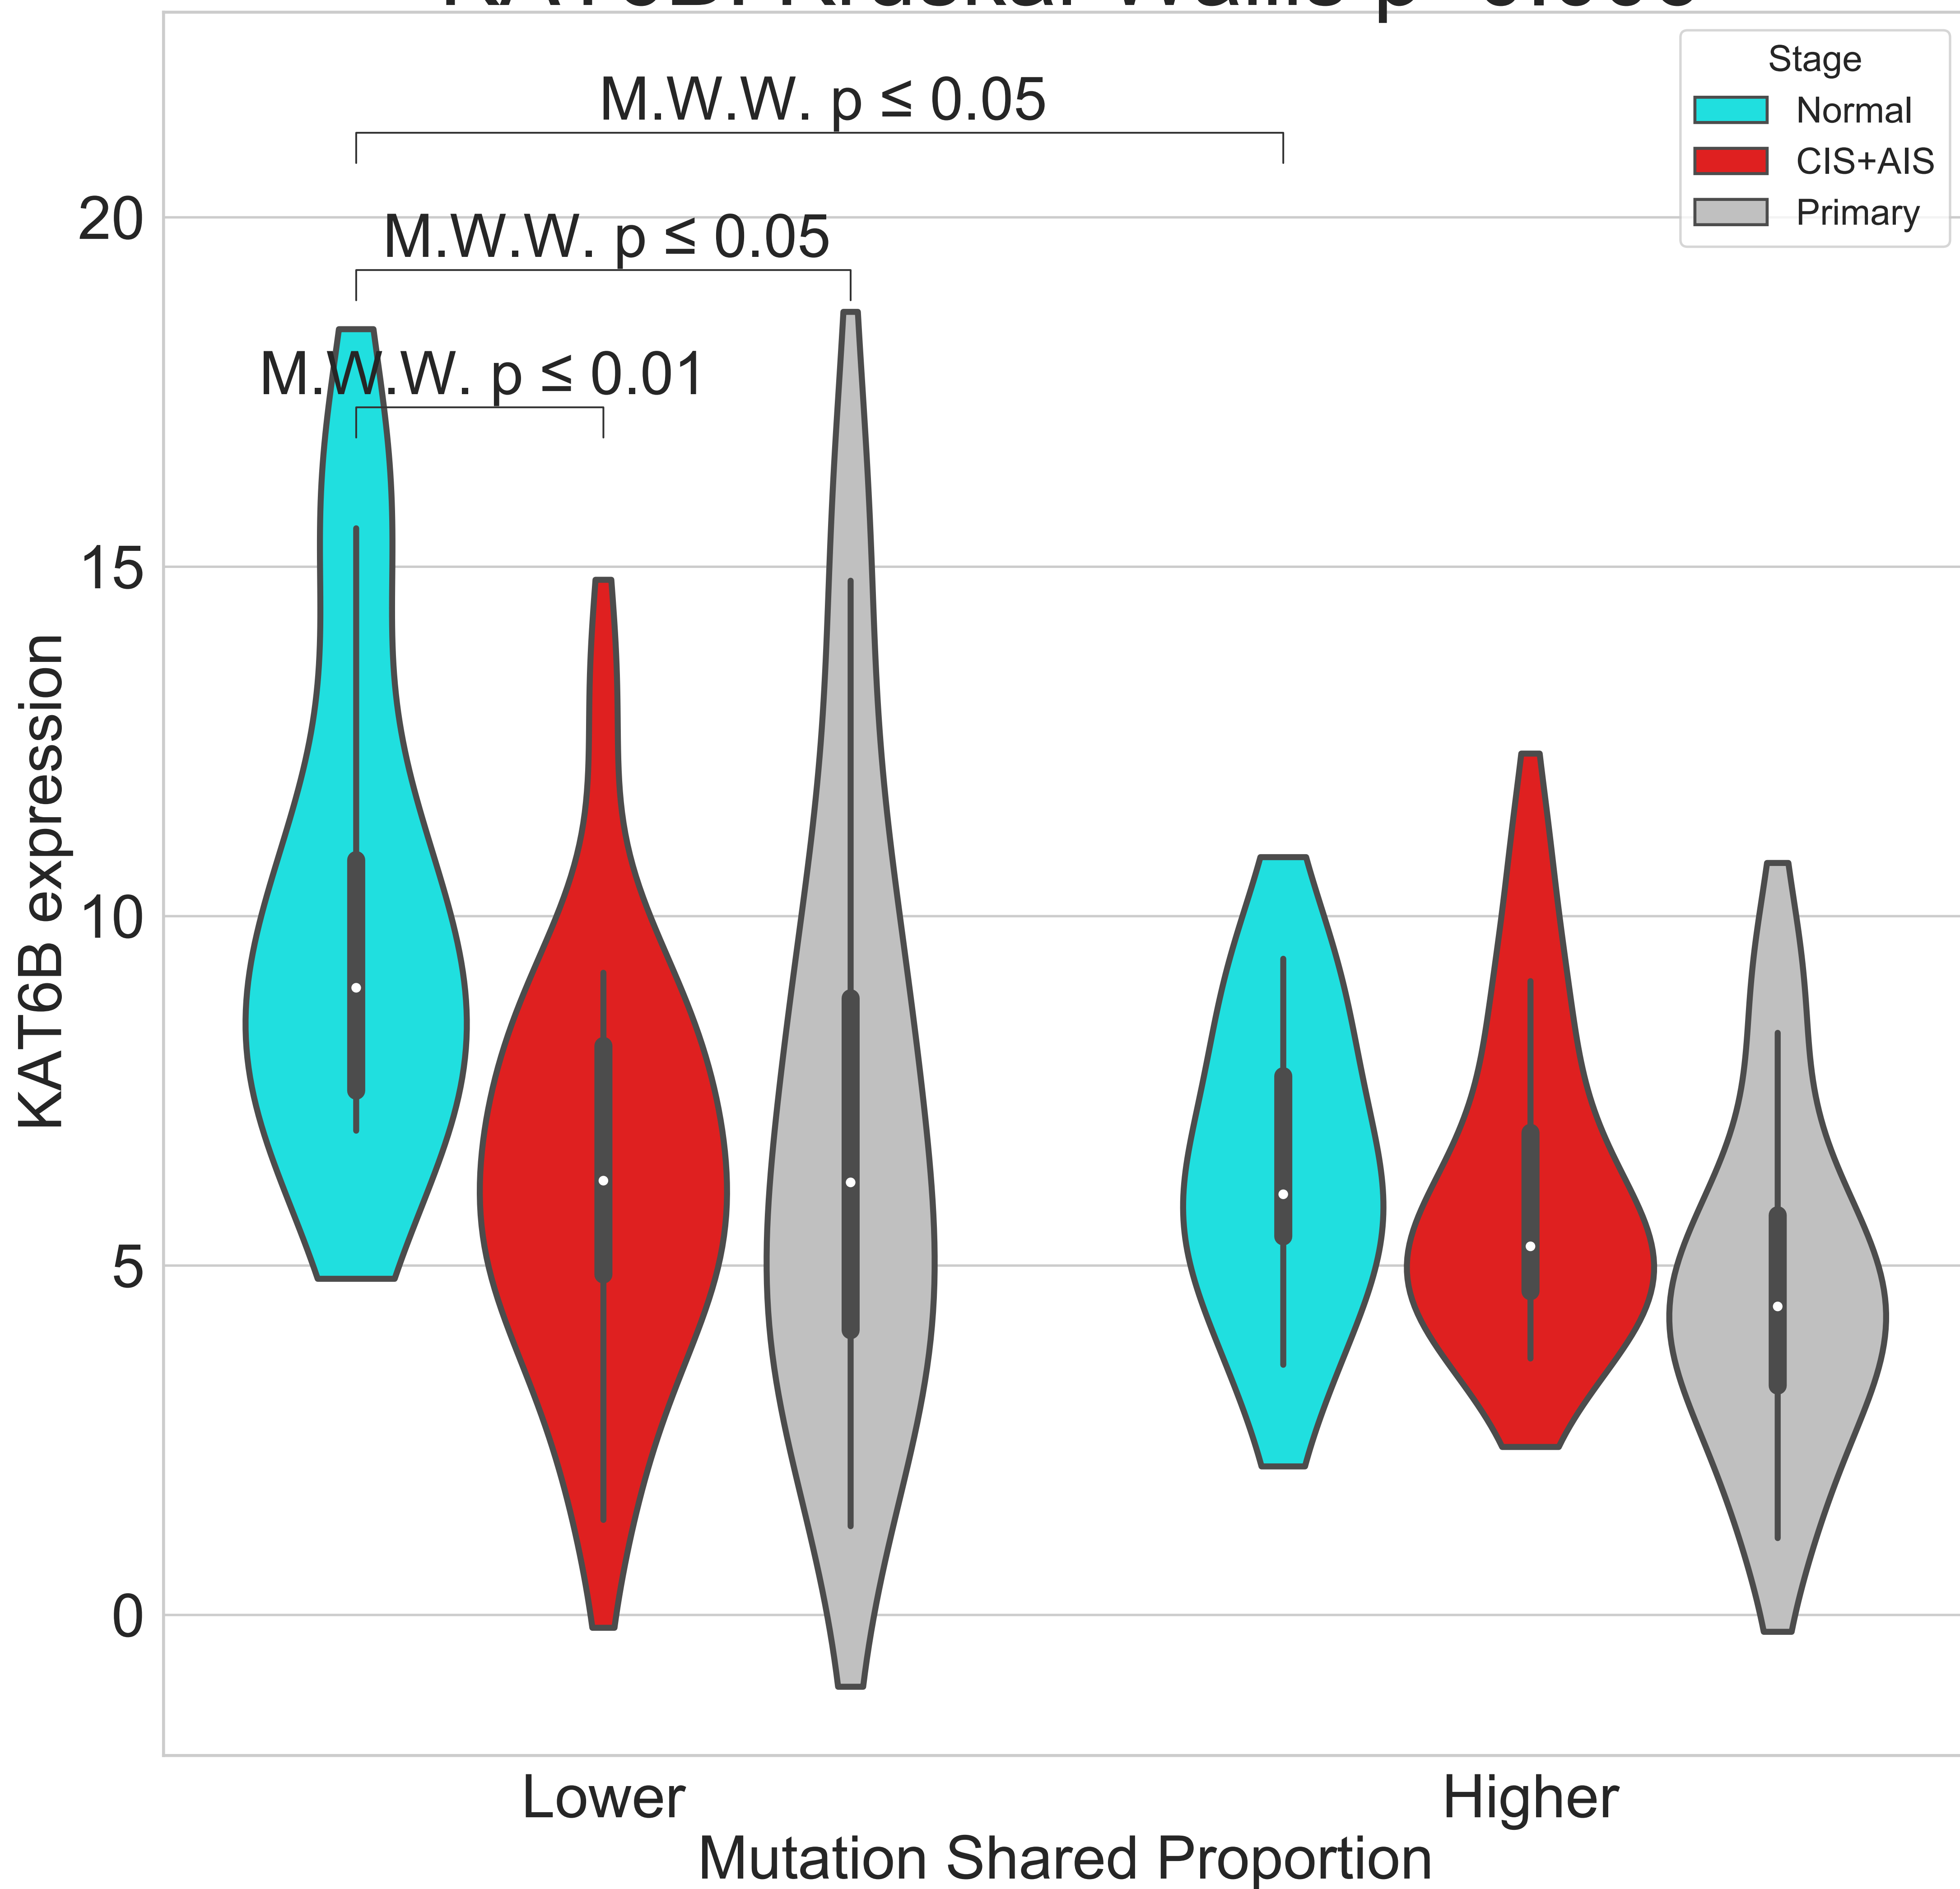 M.W.W. p ≤ 0.05
Stage
Normal
CIS+AIS
Primary
M.W.W. p ≤ 0.05
M.W.W. p ≤ 0.01
20
15
10
5
0
KAT6B expression
Lower
Higher
Mutation Shared Proportion